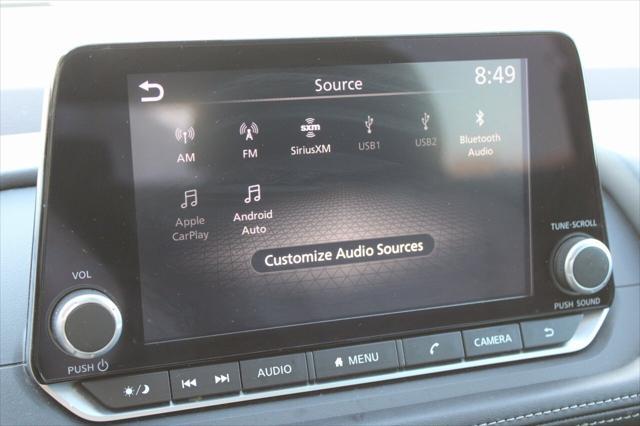 Source
8:49
AM
FM
sxm
SiriusXM
USB1
USB2
Bluetooth
Audio
Apple
CarPlay
Android
Auto
Customize Audio Sources
VOL
PUSH
TUNE·SCROLL
PUSH SOUND
AUDIO
MENU
CAMERA